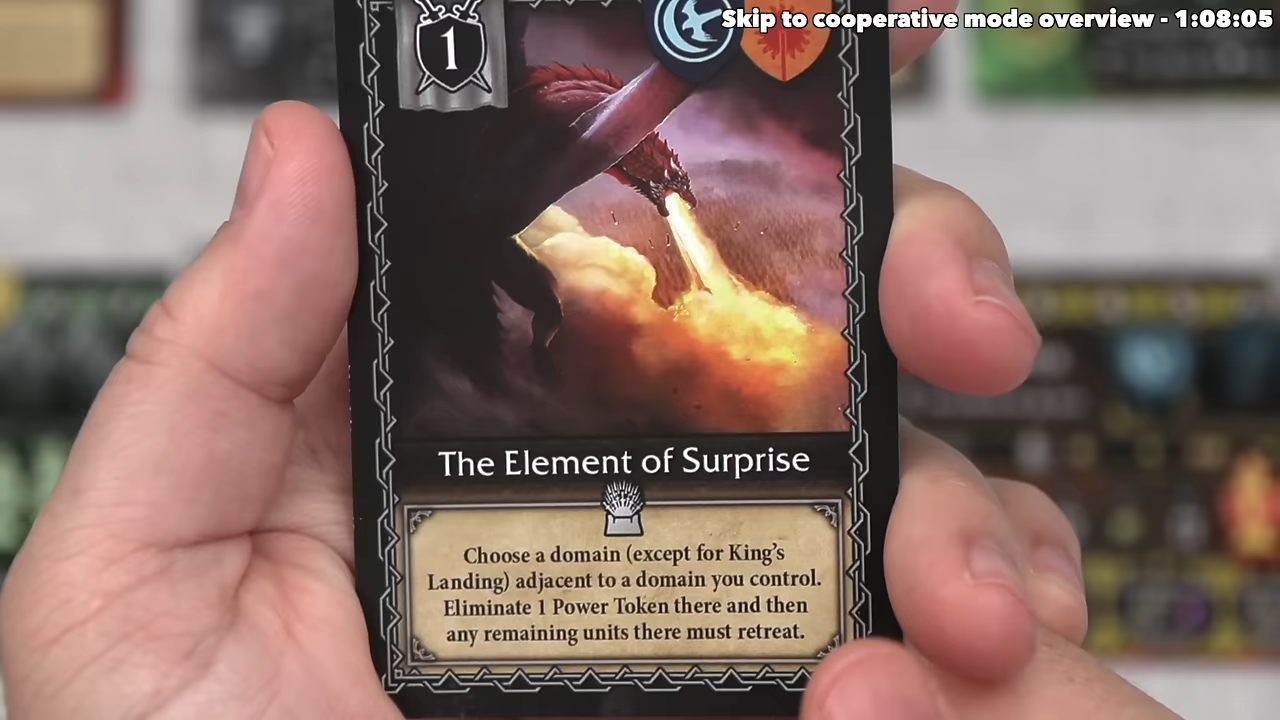 Skip to cooperative mode overview - 1:08:05
1
The Element of Surprise
Choose a domain (except for King's
Landing) adjacent to a domain you control.
Eliminate 1 Power Token there and then
any remaining units there must retreat.